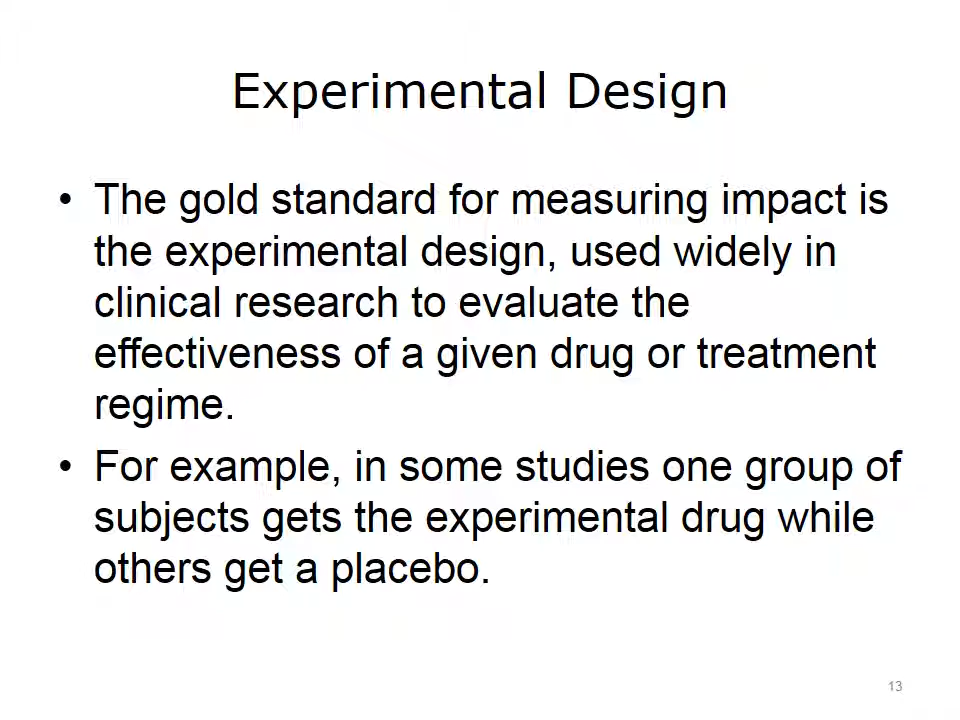 Experimental Design
• The gold standard for measuring impact is
the experimental design, used widely in
clinical research to evaluate the
effectiveness of a given drug or treatment
regime.
• For example, in some studies one group of
subjects gets the experimental drug while
others get a placebo.
13